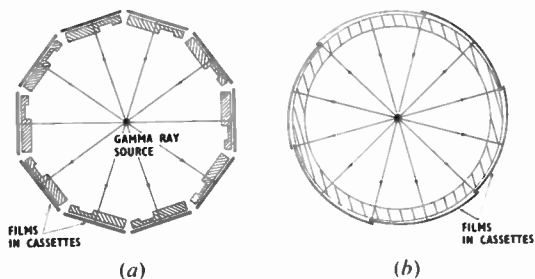 GAMMA RAY
SOURCE
FILMS
IN CASSETTES
(a)
FILMS
IN CASSETTES
(b)